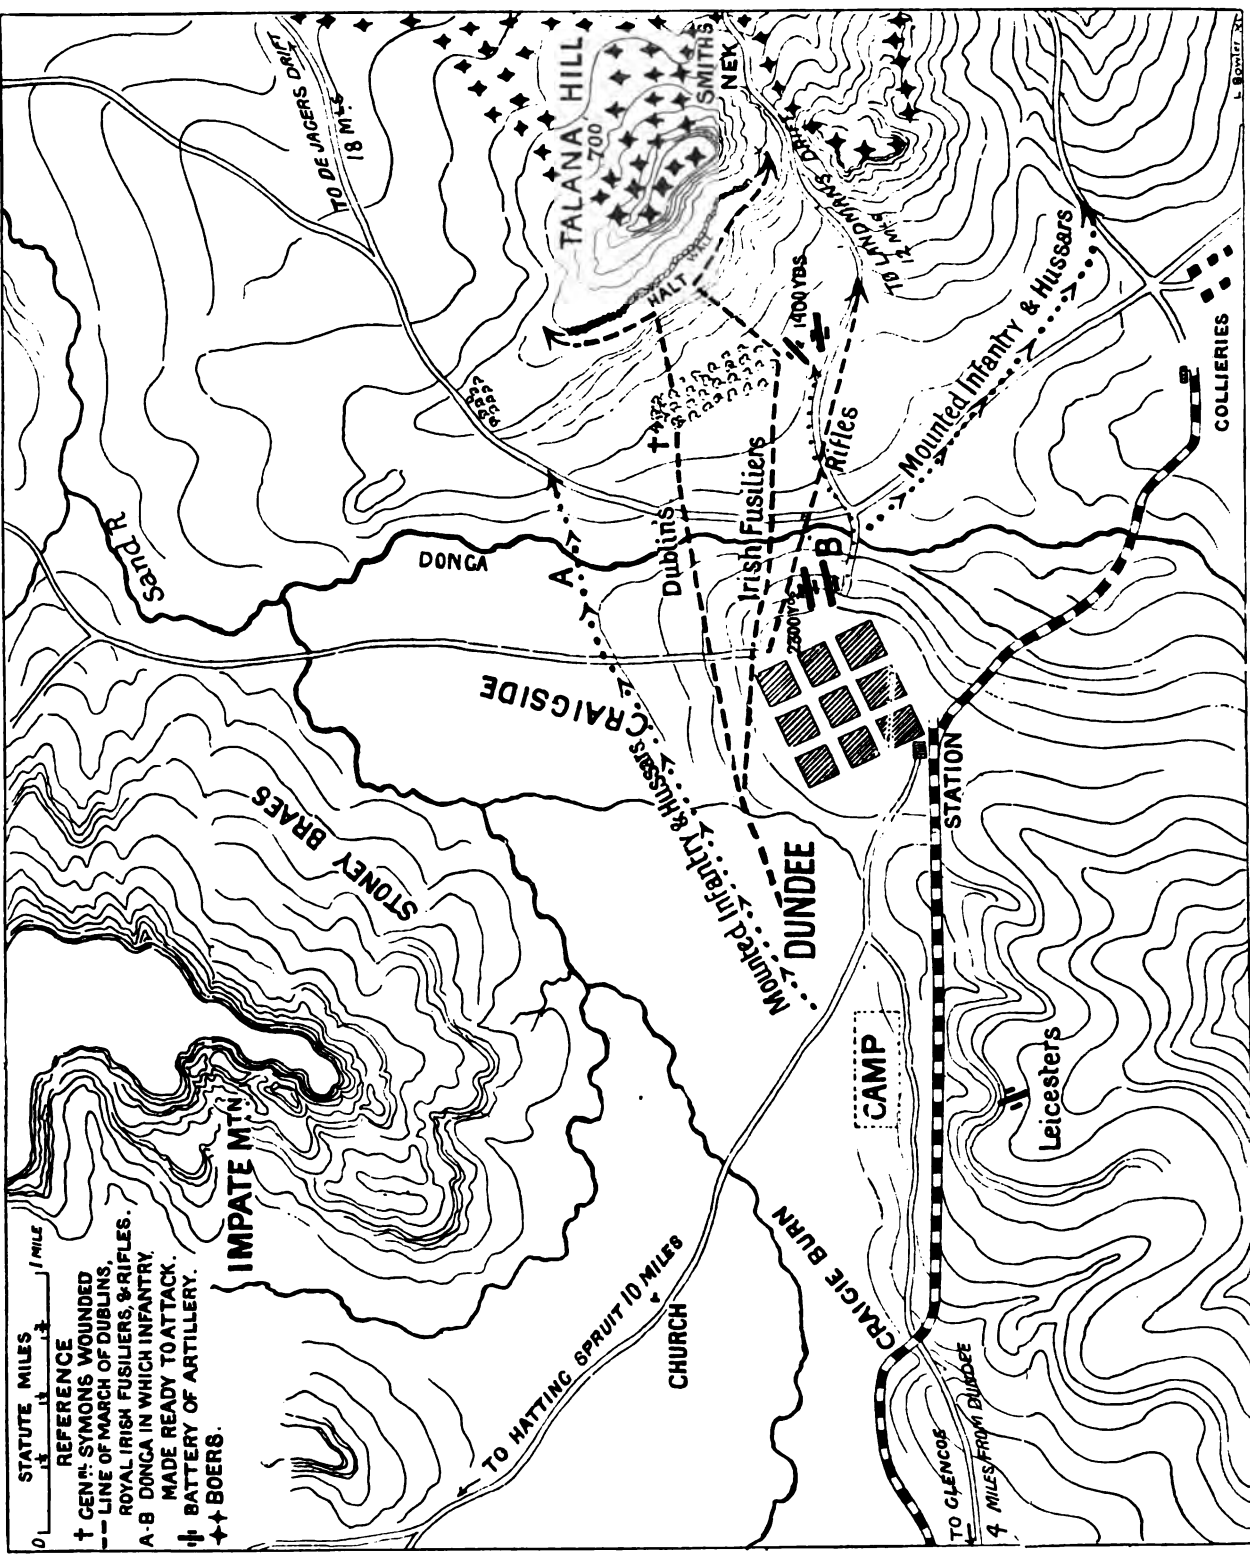 STATUTE MILES
0 ¼ ½ ¾ 1 MILE
REFERENCE
† GENRL SYMONS WOUNDED
-- LINE OF MARCH OF DUBLINS,
ROYAL IRISH FUSILIERS, & RIFLES.
A-B DONGA IN WHICH INFANTRY
MADE READY TO ATTACK.
BATTERY OF ARTILLERY.
BOERS.
IMPATE MTN
STONEY BRAES
Sand R.
TO DE JAGERS DRIFT
18 MLS
TALANA HILL
700'
SMITHS
NEK
HALT
WALL
DONGA
CRAIGSIDE
A
Mounted Infantry & Hussars
Dublins
Irish Fusiliers
Rifles
1400 YDS
2300 YDS
B
TO LANDMANS DRIFT
12 MLS
Mounted Infantry & Hussars
COLLIERIES
DUNDEE
STATION
CAMP
Leicesters
TO HATTING SPRUIT 10 MILES
CHURCH
CRAIGIE BURN
TO GLENCOE
4 MILES FROM DUNDEE